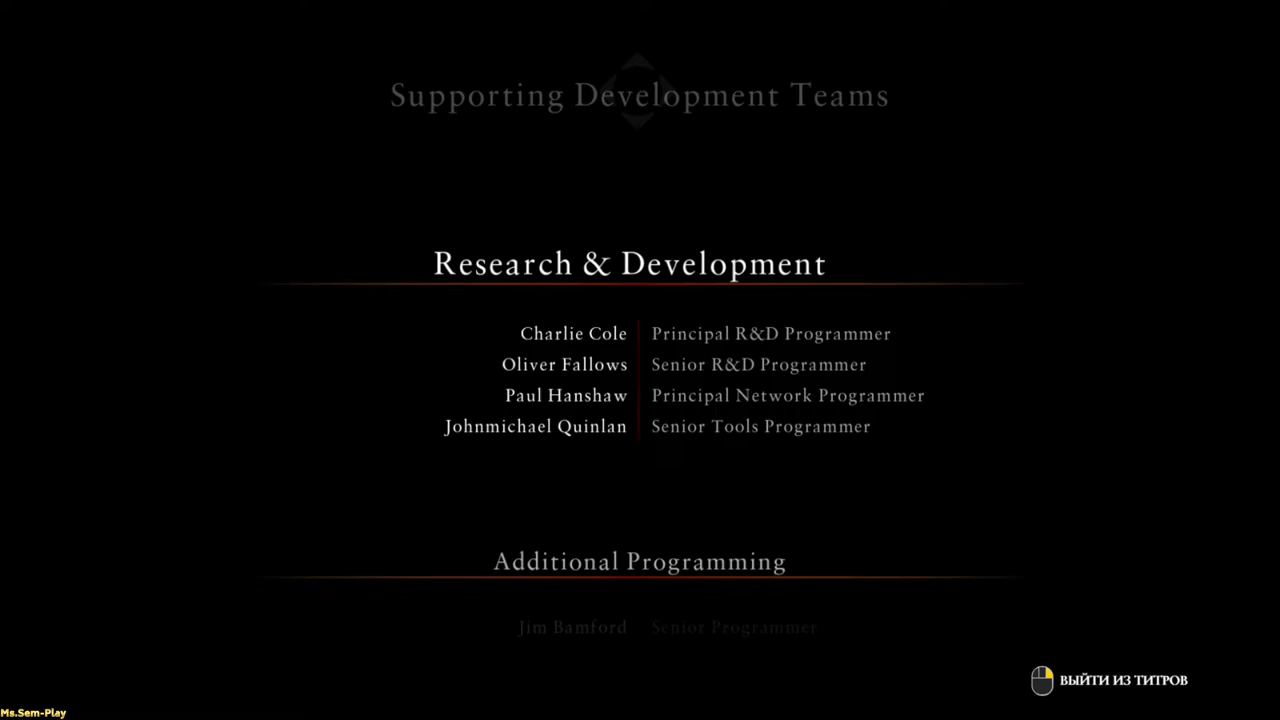 Supporting Development Teams
Research & Development
Charlie Cole Principal R&D Programmer
Oliver Fallows Senior R&D Programmer
Paul Hanshaw Principal Network Programmer
Johnmichael Quinlan Senior Tools Programmer
Additional Programming
Jim Bamford Senior Programmer
ВЫЙТИ ИЗ ТИТРОВ
Ms.Sem-Play